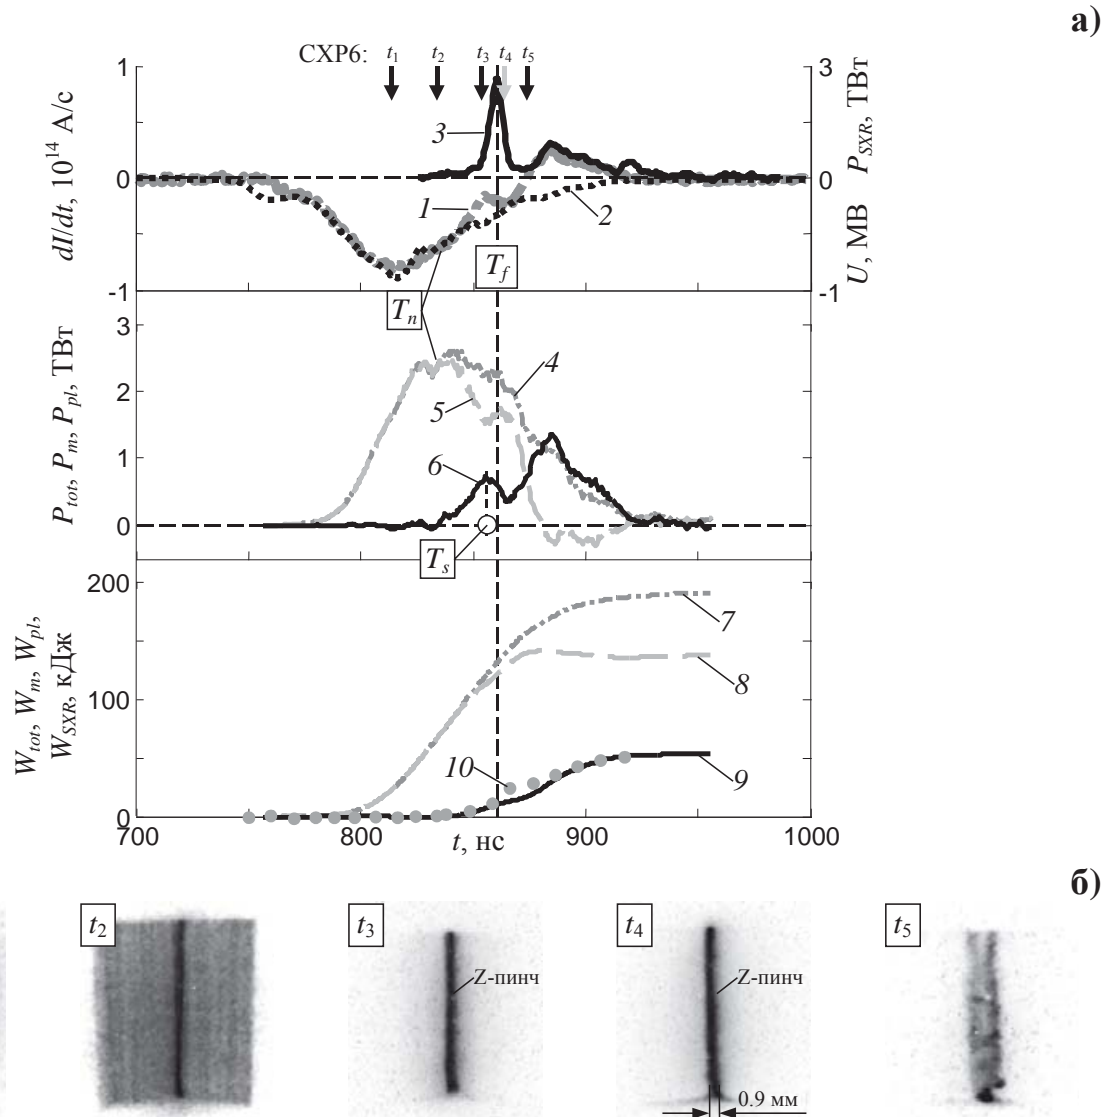 а)
СХР6: t1 t2 t3 t4 t5
1
3
dI/dt, 10^14 А/с
P_SXR, ТВт
3
0
0
1
2
U, МВ
T_f
-1
-1
T_n
3
P_tot, P_m, P_pl, ТВт
4
2
5
1
6
0
T_s
200
W_tot, W_m, W_pl,
W_SXR, кДж
7
8
100
10
9
0
700
800
t, нс
900
1000
б)
t2
t3
t4
t5
Z-пинч
Z-пинч
0.9 мм